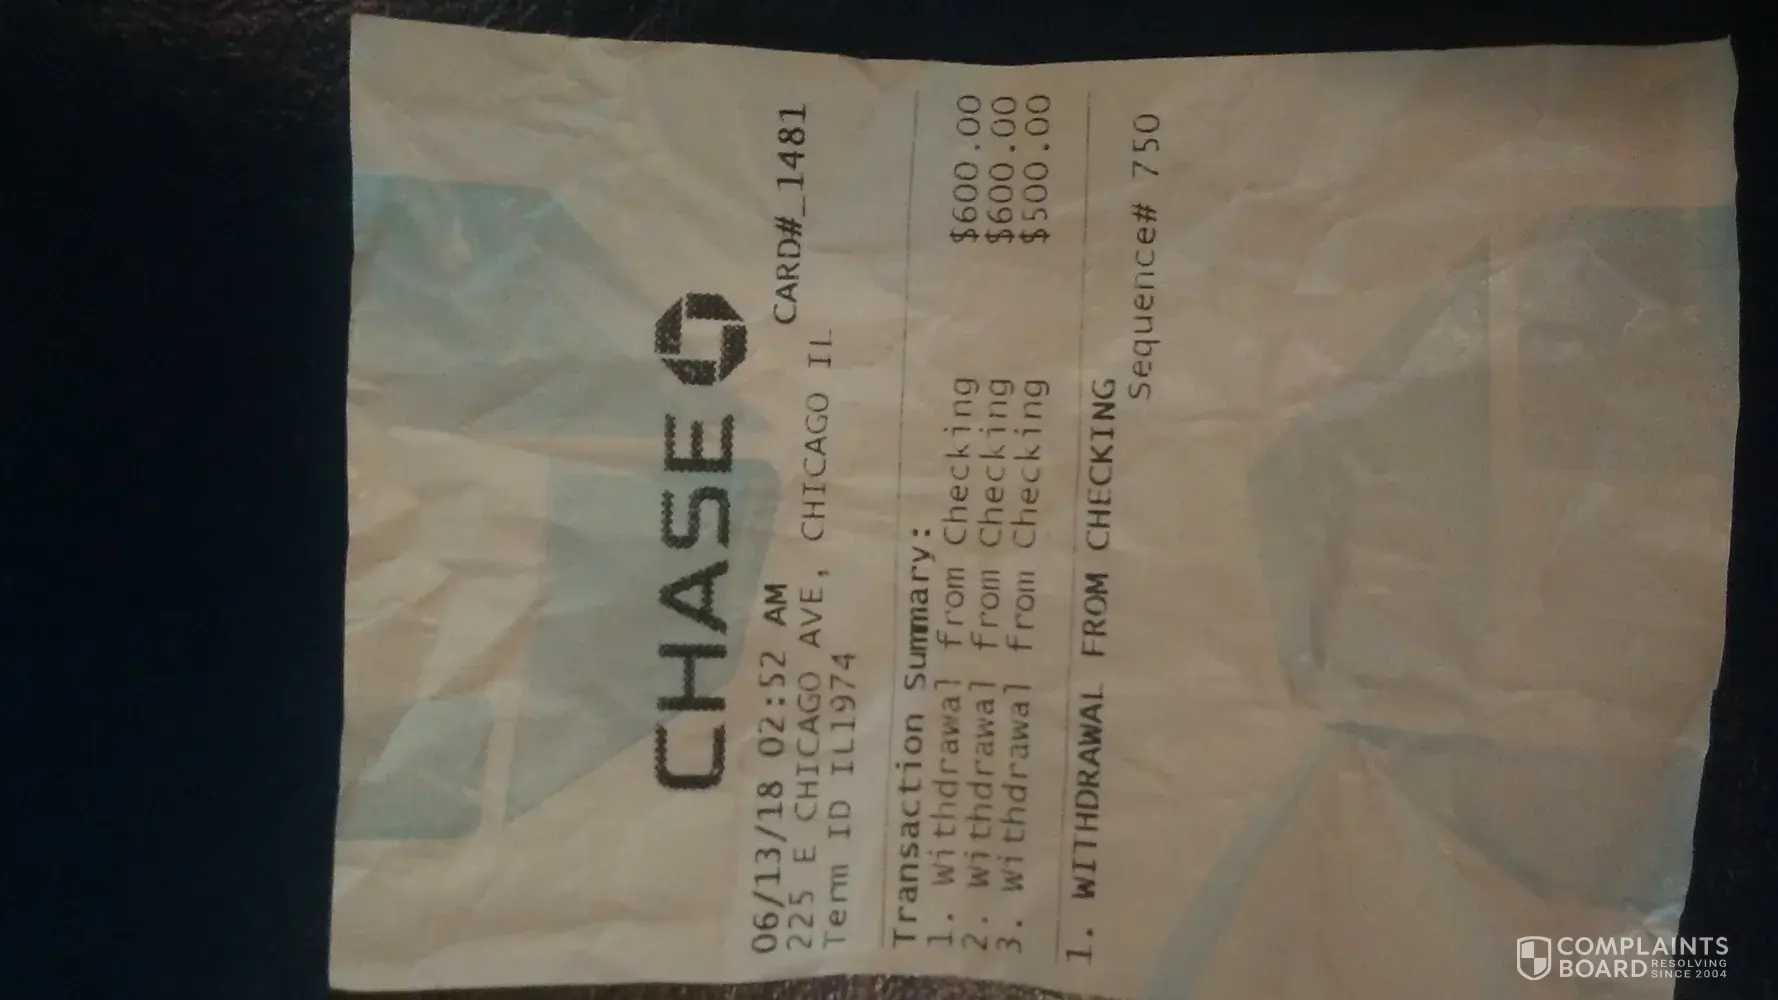 CHASE
06/13/18 02:52 AM CARD#_1481
225 E CHICAGO AVE, CHICAGO IL
Term ID IL1974
Transaction Summary:
1. Withdrawal from Checking $600.00
2. Withdrawal from Checking $600.00
3. Withdrawal from Checking $500.00
1. WITHDRAWAL FROM CHECKING
Sequence# 750
COMPLAINTS
BOARD RESOLVING
SINCE 2004